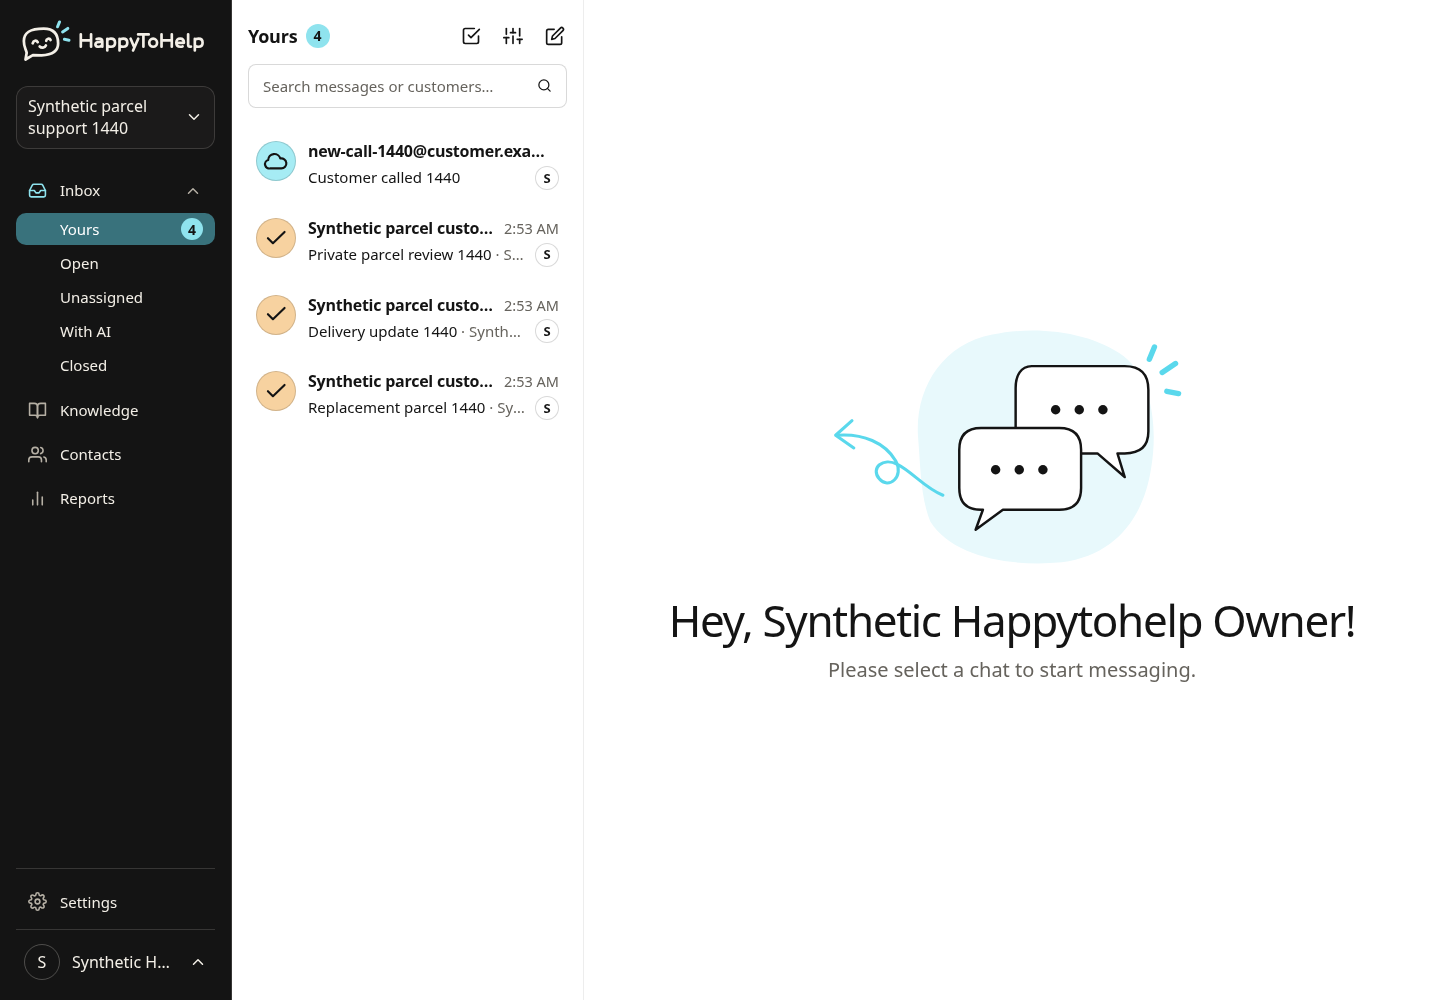 HappyToHelp
Synthetic parcel
support 1440
Inbox
Yours 4
Open
Unassigned
With AI
Closed
Knowledge
Contacts
Reports
Settings
S Synthetic H...
Yours 4
Search messages or customers...
new-call-1440@customer.exa...
Customer called 1440 S
Synthetic parcel custo... 2:53 AM
Private parcel review 1440 · S... S
Synthetic parcel custo... 2:53 AM
Delivery update 1440 · Synth... S
Synthetic parcel custo... 2:53 AM
Replacement parcel 1440 · Sy... S
Hey, Synthetic Happytohelp Owner!
Please select a chat to start messaging.